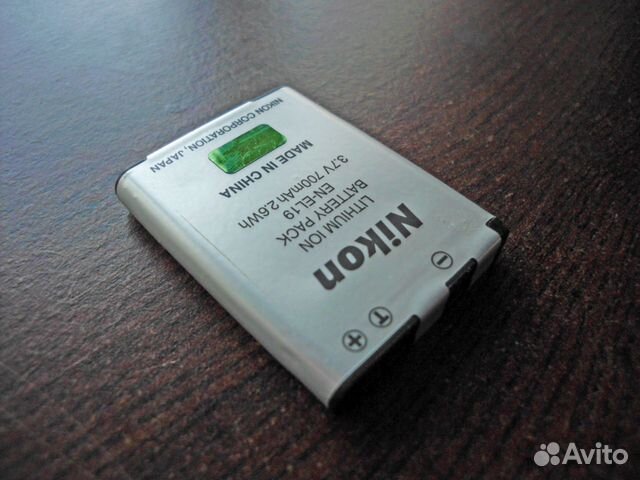 Nikon
LITHIUM ION
BATTERY PACK
EN-EL19
3.7V 700mAh 2.6Wh
MADE IN CHINA
NIKON CORPORATION, JAPAN
+
T
−
Avito